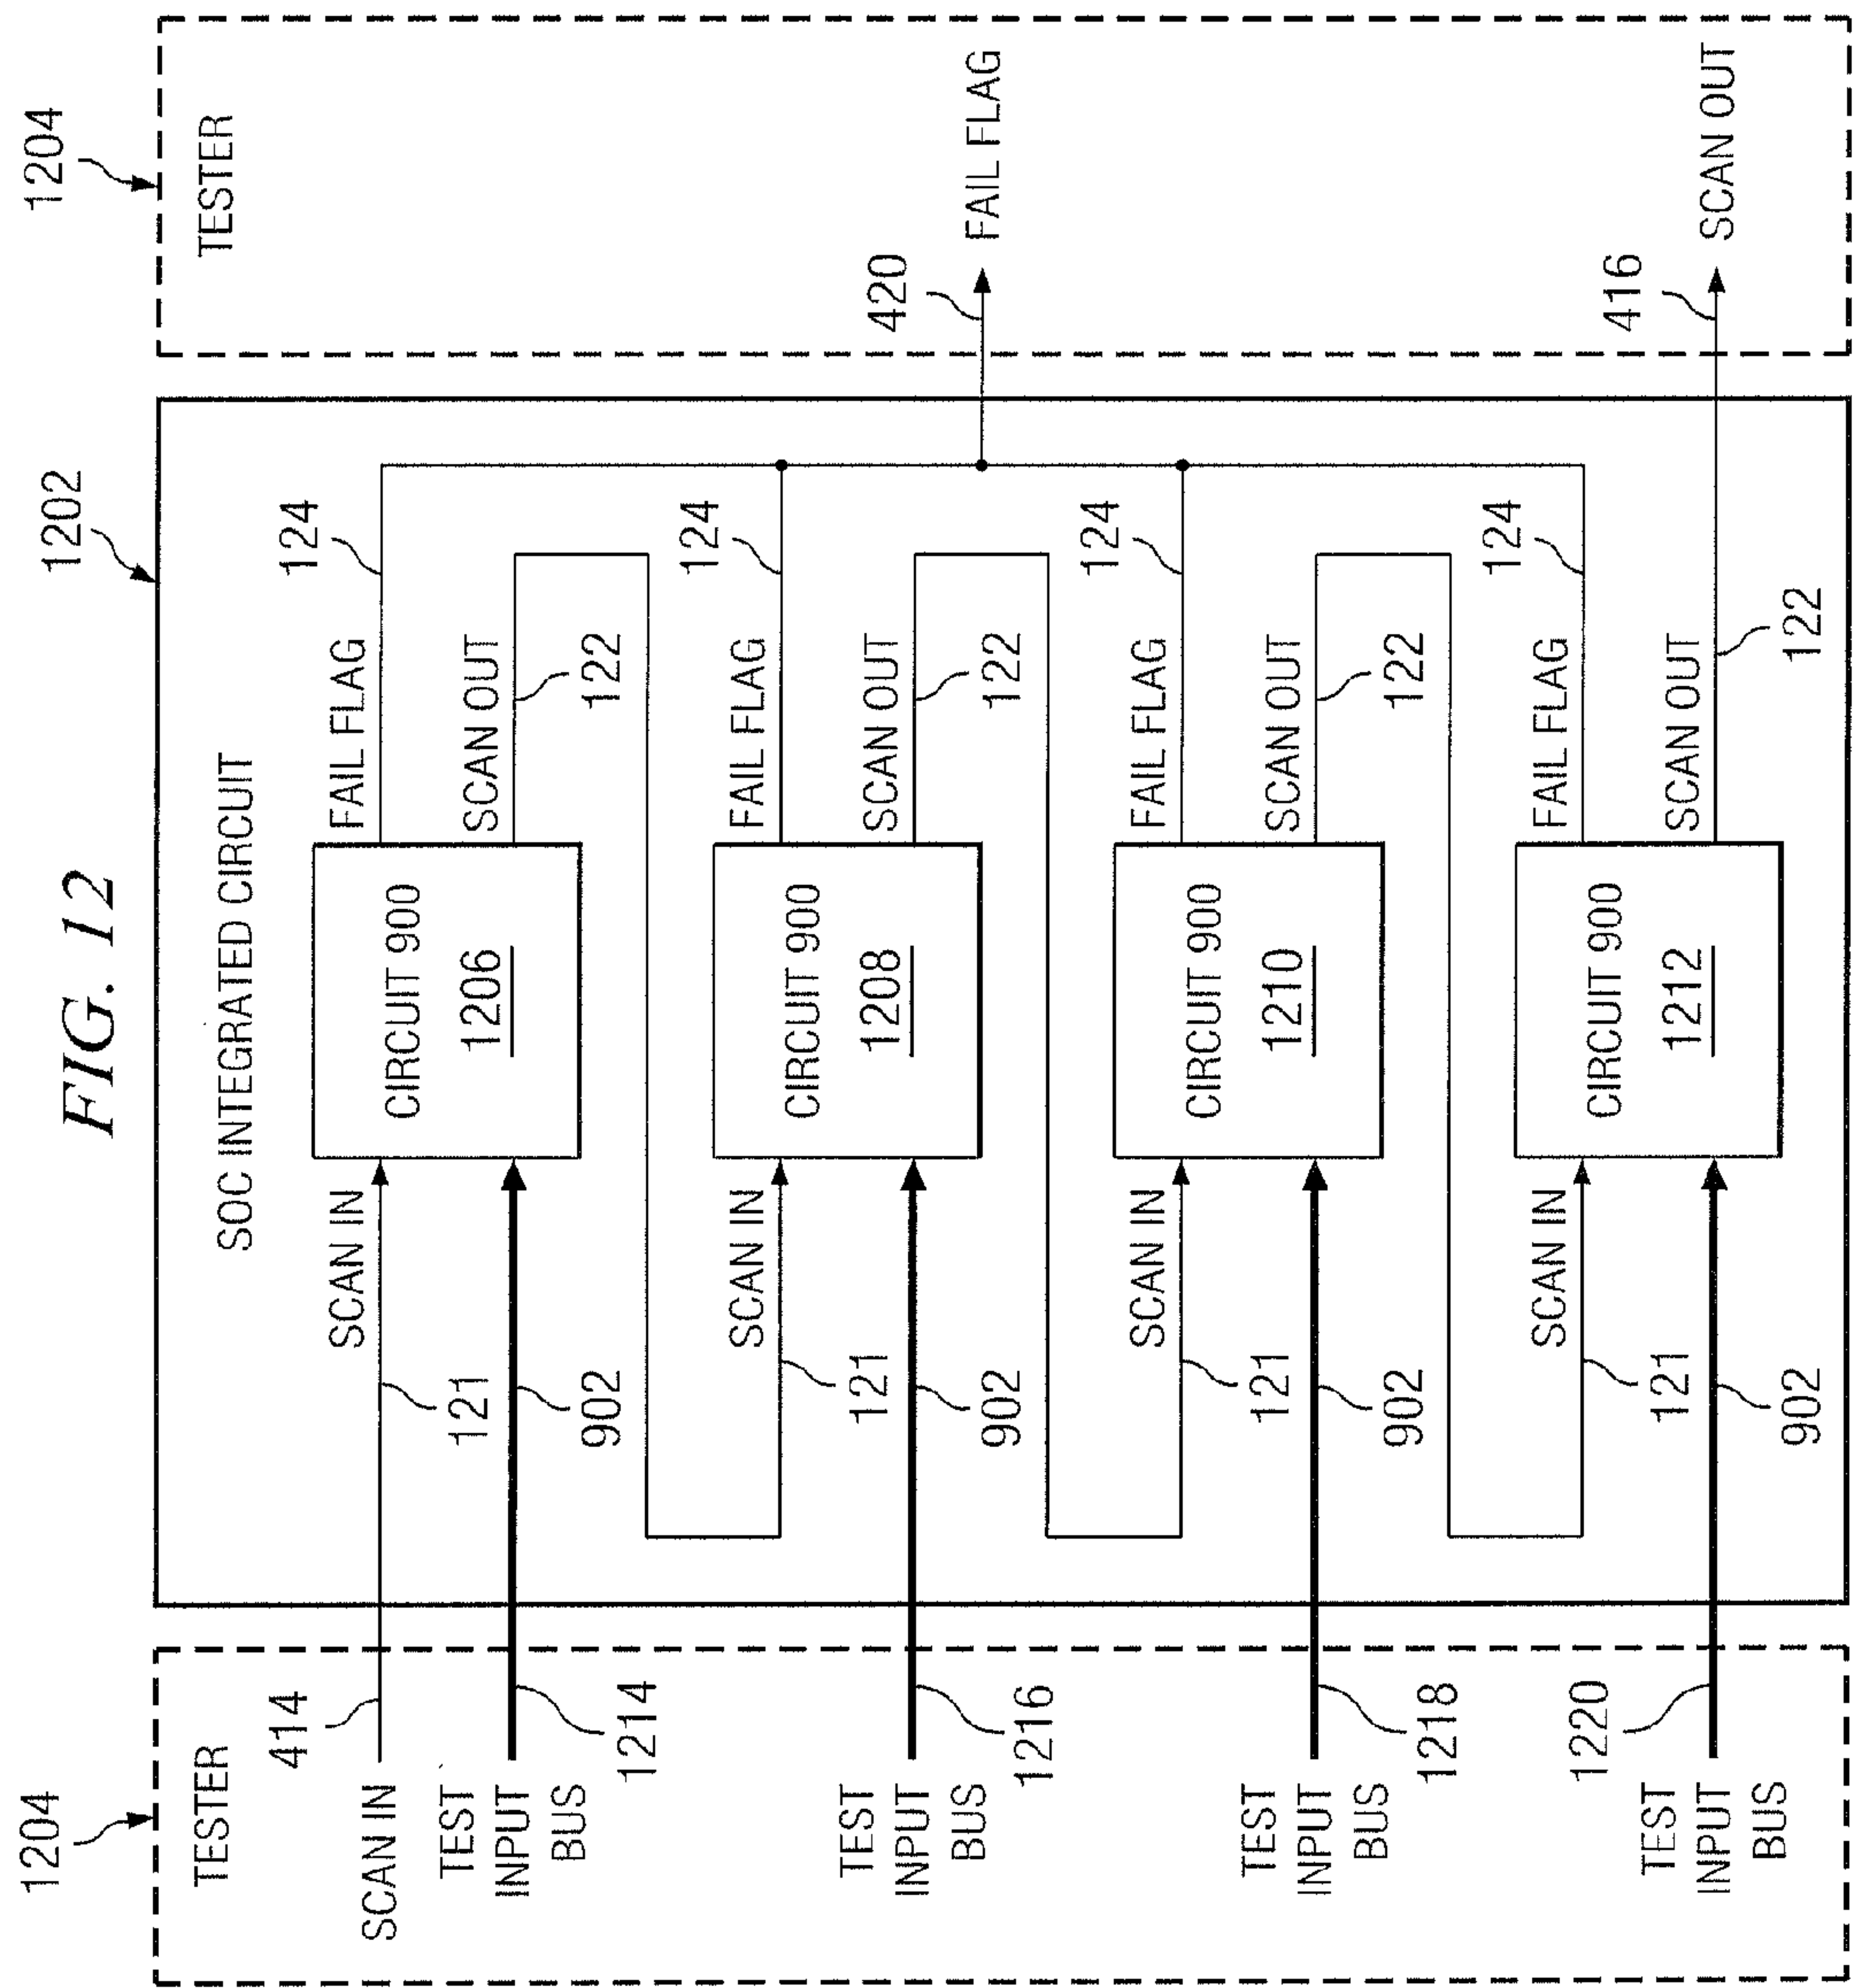 FIG. 12
1204
1202
1204
TESTER
SOC INTEGRATED CIRCUIT
TESTER
414
SCAN IN
121
SCAN IN
CIRCUIT 900
1206
FAIL FLAG
124
TEST
INPUT
BUS
1214
902
SCAN OUT
122
SCAN IN
121
CIRCUIT 900
1208
FAIL FLAG
124
TEST
INPUT
BUS
1216
902
SCAN OUT
122
420
FAIL FLAG
SCAN IN
121
CIRCUIT 900
1210
FAIL FLAG
124
TEST
INPUT
BUS
1218
902
SCAN OUT
122
SCAN IN
121
CIRCUIT 900
1212
FAIL FLAG
124
TEST
INPUT
BUS
1220
902
SCAN OUT
122
416
SCAN OUT